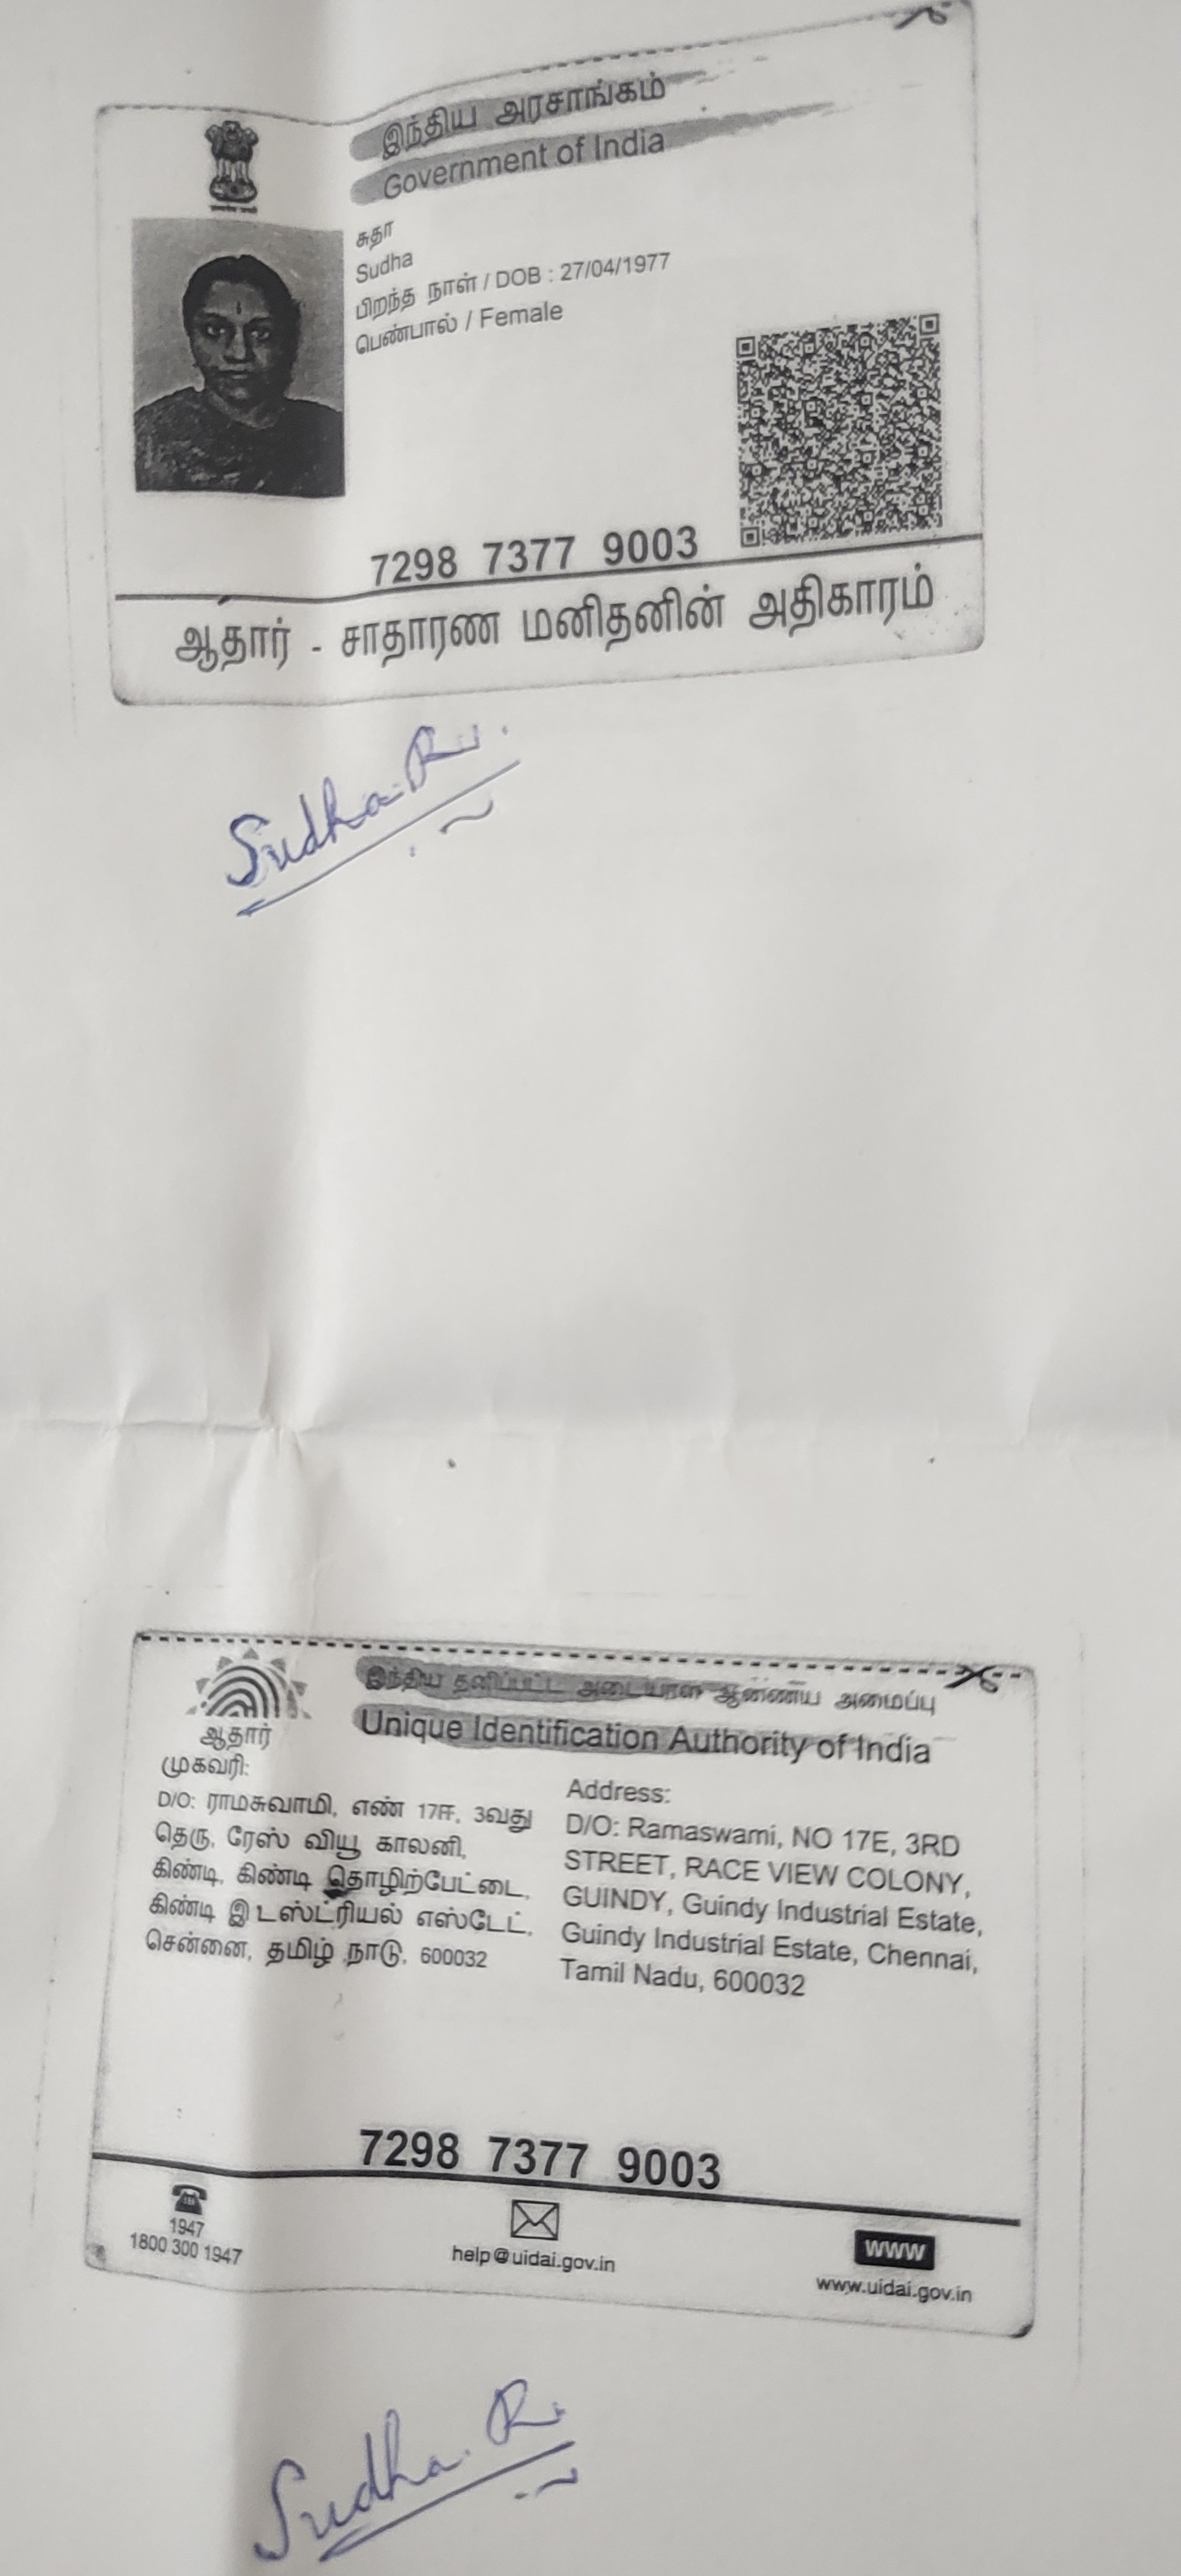 இந்திய அரசாங்கம்
Government of India
சுதா
Sudha
பிறந்த நாள் / DOB : 27/04/1977
பெண்பால் / Female
7298 7377 9003
ஆதார் - சாதாரண மனிதனின் அதிகாரம்
Sudha. R
இந்திய தனிப்பட்ட அடையாள ஆணைய அமைப்பு
Unique Identification Authority of India
ஆதார்
முகவரி:
D/O: ராமசுவாமி, எண் 17ஈ, 3வது
தெரு, ரேஸ் வியூ காலனி,
கிண்டி, கிண்டி தொழிற்பேட்டை,
கிண்டி இ டஸ்ட்ரியல் எஸ்டேட்,
சென்னை, தமிழ் நாடு, 600032
Address:
D/O: Ramaswami, NO 17E, 3RD
STREET, RACE VIEW COLONY,
GUINDY, Guindy Industrial Estate,
Guindy Industrial Estate, Chennai,
Tamil Nadu, 600032
7298 7377 9003
1947
1800 300 1947
help@uidai.gov.in
www
www.uidai.gov.in
Sudha. R